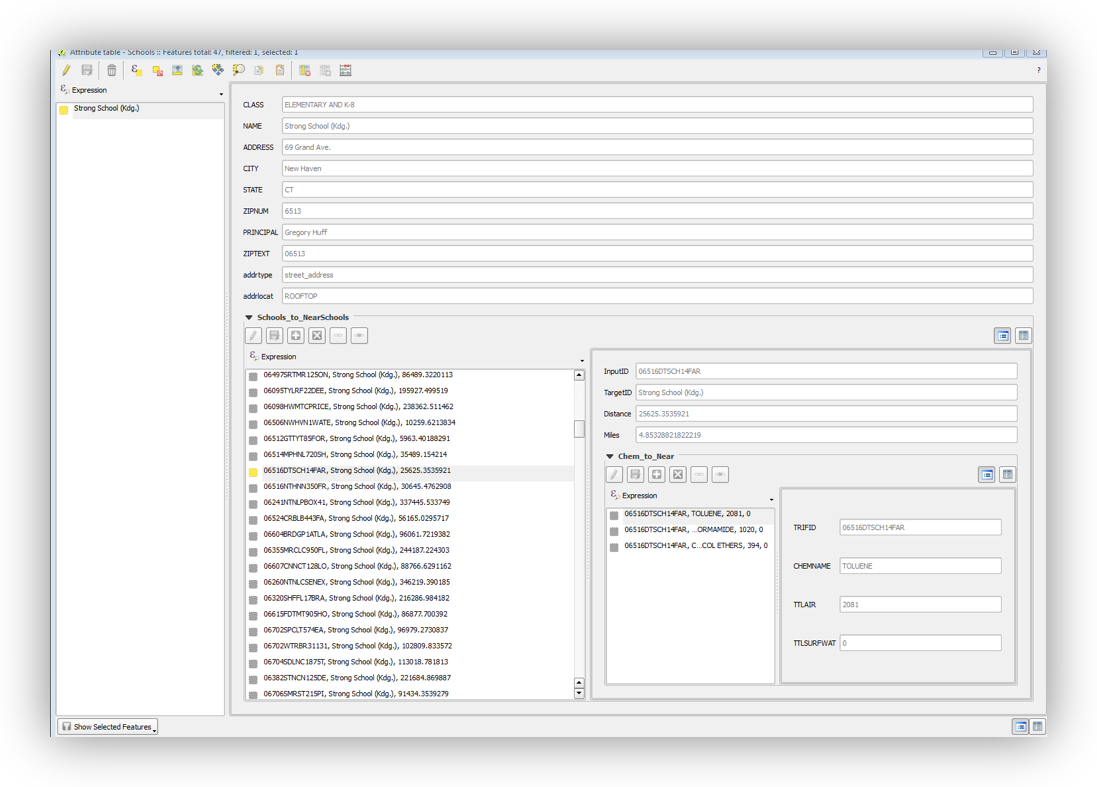 Attribute table - Schools :: Features total: 47, filtered: 1, selected: 1
?
Expression
Strong School (Kdg.)
CLASS ELEMENTARY AND K-8
NAME Strong School (Kdg.)
ADDRESS 69 Grand Ave.
CITY New Haven
STATE CT
ZIPNUM 6513
PRINCIPAL Gregory Huff
ZIPTEXT 06513
addrtype street_address
addrlocat ROOFTOP
Schools_to_NearSchools
Expression
06497SRTMR125ON, Strong School (Kdg.), 86489.3220113
06095TYLRF22DEE, Strong School (Kdg.), 195927.499519
06098HWMTCPRICE, Strong School (Kdg.), 238362.511462
06506NWHVN1WATE, Strong School (Kdg.), 10259.6213834
06512GTTYT85FOR, Strong School (Kdg.), 5963.40188291
06514MPHNL720SH, Strong School (Kdg.), 35489.154214
06516DTSCH14FAR, Strong School (Kdg.), 25625.3535921
06516NTHNN350FR, Strong School (Kdg.), 30645.4762908
06241NTNLPBOX41, Strong School (Kdg.), 337445.533749
06524CRBLB443FA, Strong School (Kdg.), 56165.0295717
06604BRDGP1ATLA, Strong School (Kdg.), 96061.7219382
06355MRCLC950FL, Strong School (Kdg.), 244187.224303
06607CNNCT128LO, Strong School (Kdg.), 88766.6291162
06260NTNLCSENEX, Strong School (Kdg.), 346219.390185
06320SHFFL17BRA, Strong School (Kdg.), 216286.984182
06615FDTMT905HO, Strong School (Kdg.), 86877.700392
06702SPCLT574EA, Strong School (Kdg.), 96979.2730837
06702WTRBR31131, Strong School (Kdg.), 102809.833572
06704SDLNC1875T, Strong School (Kdg.), 113018.781813
06382STNCN125DE, Strong School (Kdg.), 221684.869887
06706SMRST215PI, Strong School (Kdg.), 91434.3539279
InputID 06516DTSCH14FAR
TargetID Strong School (Kdg.)
Distance 25625.3535921
Miles 4.85328821822219
Chem_to_Near
Expression
06516DTSCH14FAR, TOLUENE, 2081, 0
06516DTSCH14FAR, ...ORMAMIDE, 1020, 0
06516DTSCH14FAR, C...COL ETHERS, 394, 0
TRIFID 06516DTSCH14FAR
CHEMNAME TOLUENE
TTLAIR 2081
TTLSURFWAT 0
Show Selected Features